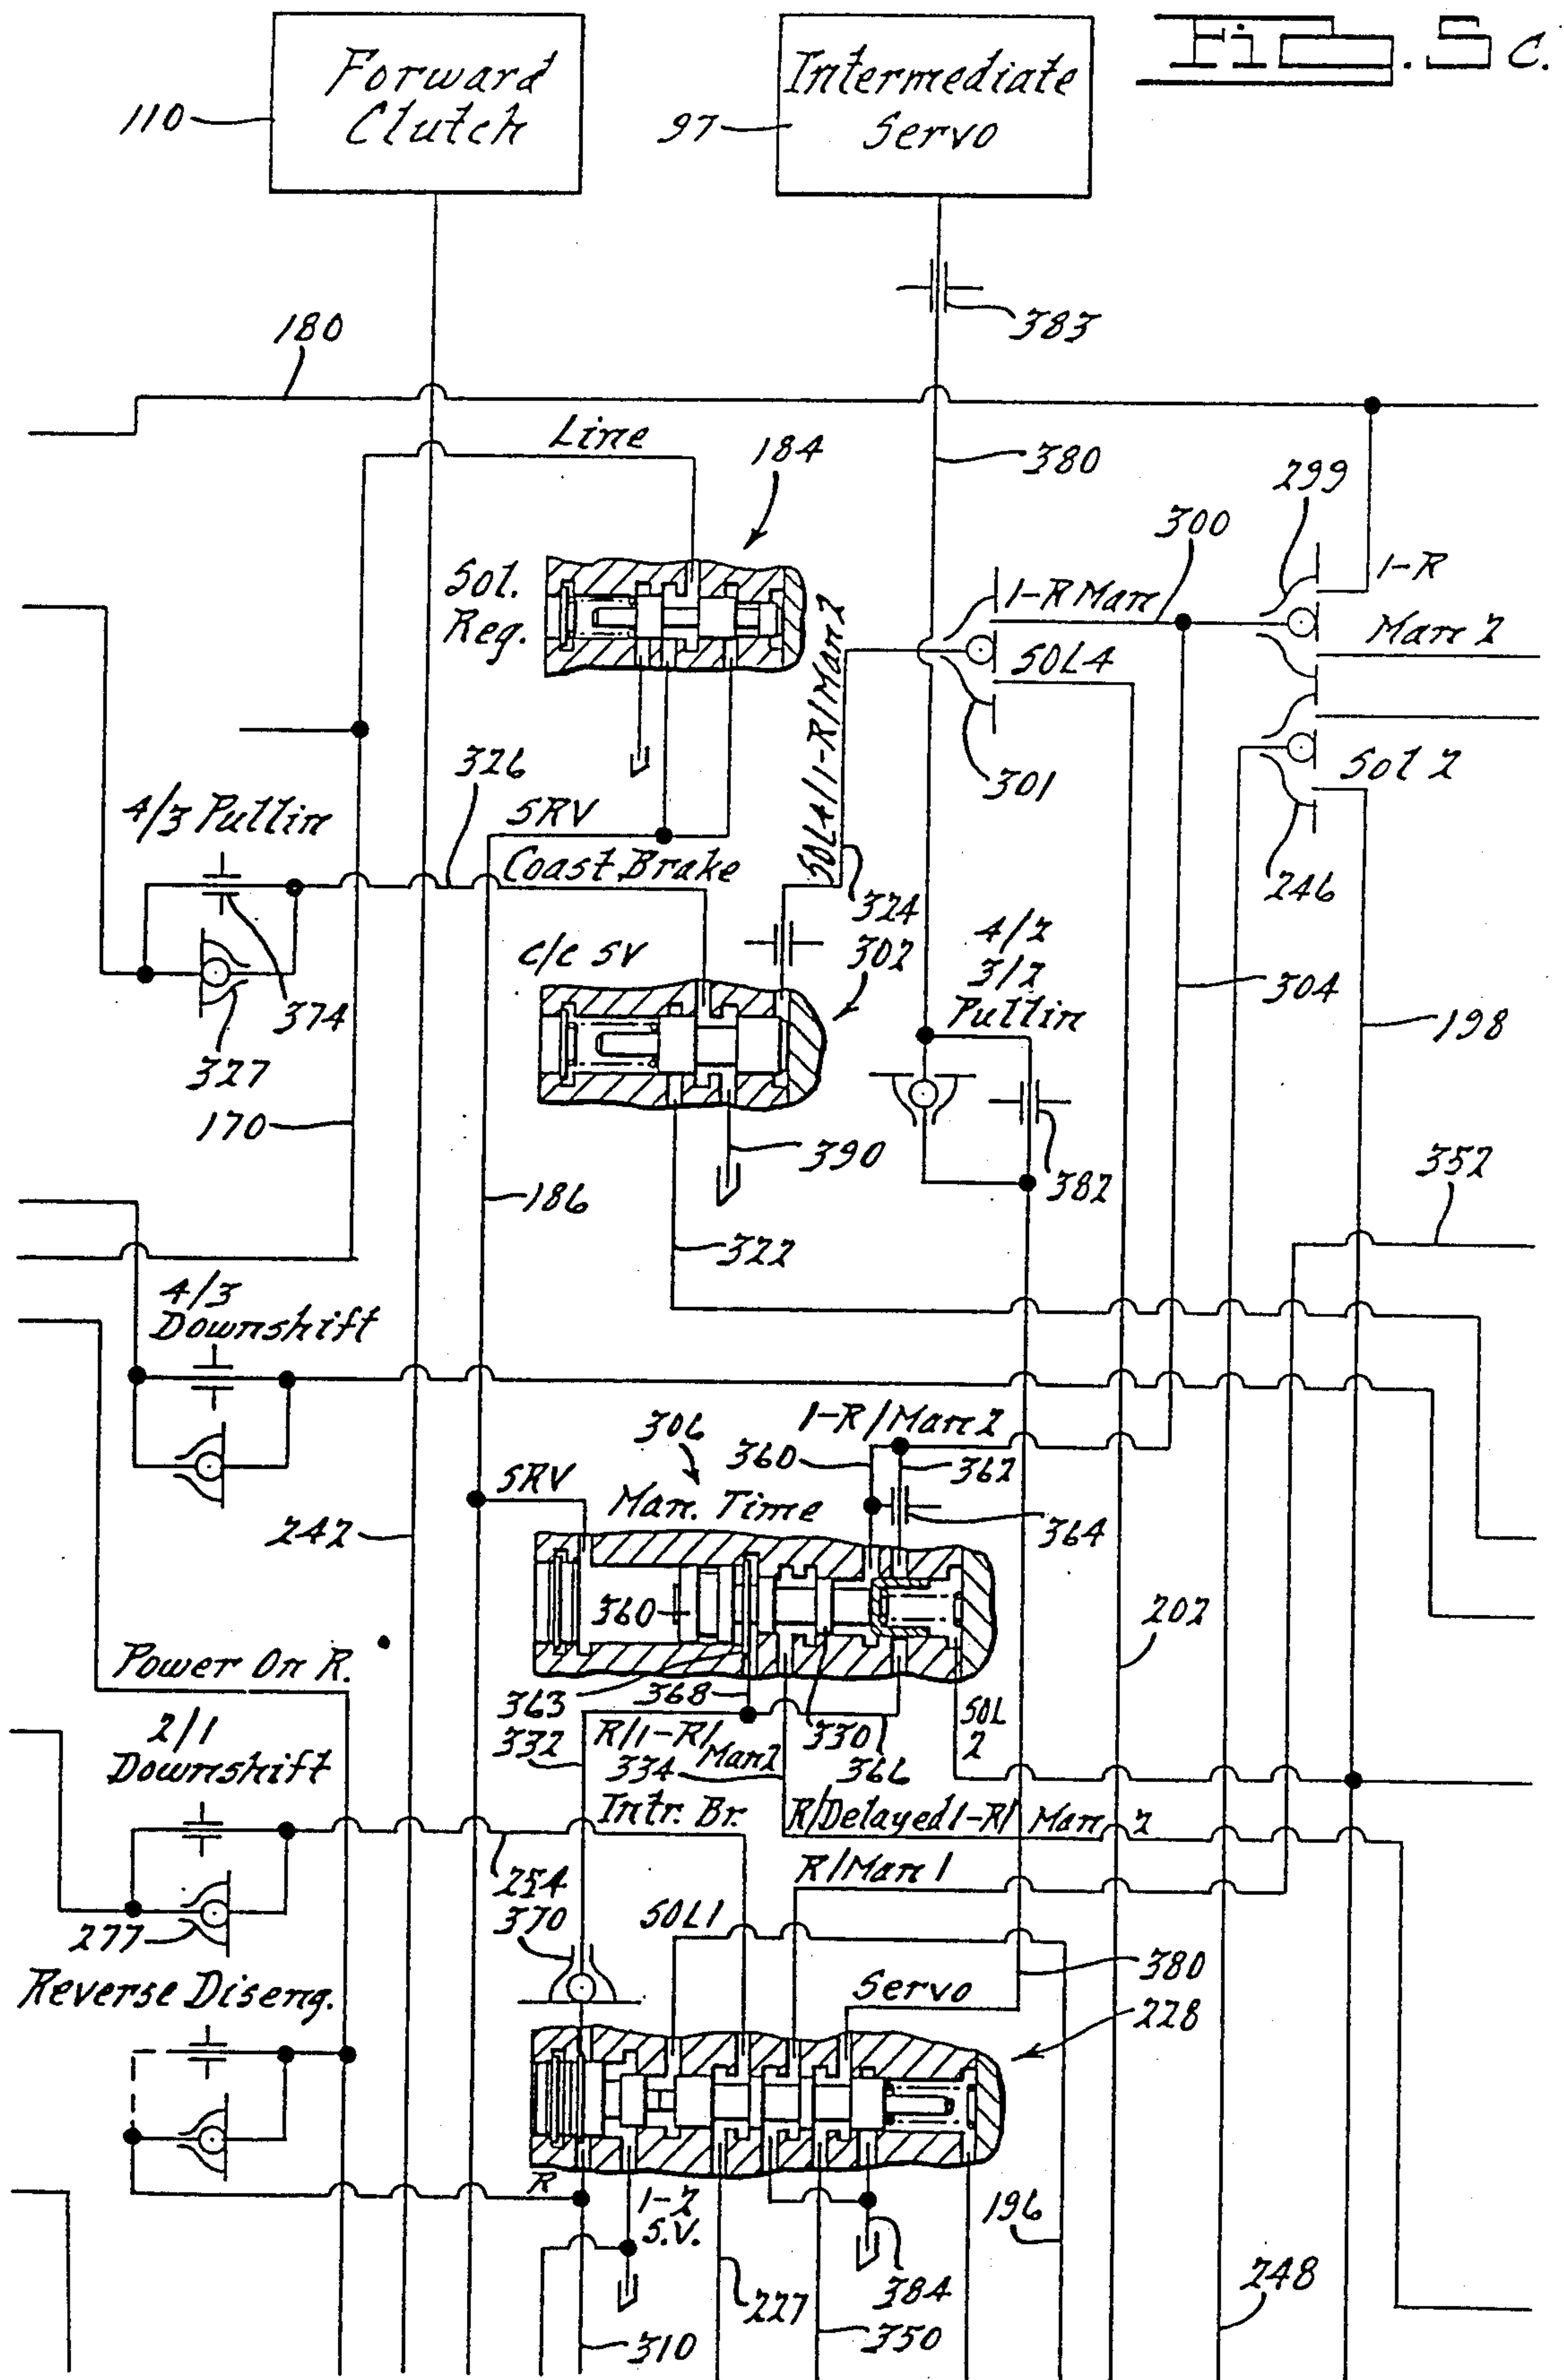 Fig. 5c.
110
Forward
Clutch
97
Intermediate
Servo
383
180
Line
184
380
299
300
1-R
Sol.
Reg.
SOL4/1-R/Man 2
1-R Man
Man 2
SOL4
326
301
Sol 2
4/3 Pullin
SRV
Coast Brake
246
324
C/C SV
302
4/2
3/2
Pullin
304
374
198
327
170
390
382
352
186
322
4/3
Downshift
306
1-R/Man 2
360
362
SRV
Man. Time
242
364
360
202
Power On R.
363
368
330
SOL
2
332
R/1-R/
Man 2
2/1
Downshift
334
366
Intr. Br.
R/Delayed 1-R/ Man 2
R/Man 1
254
370
SOL1
277
380
Reverse Diseng.
Servo
228
R
1-2
S.V.
196
384
227
248
310
350